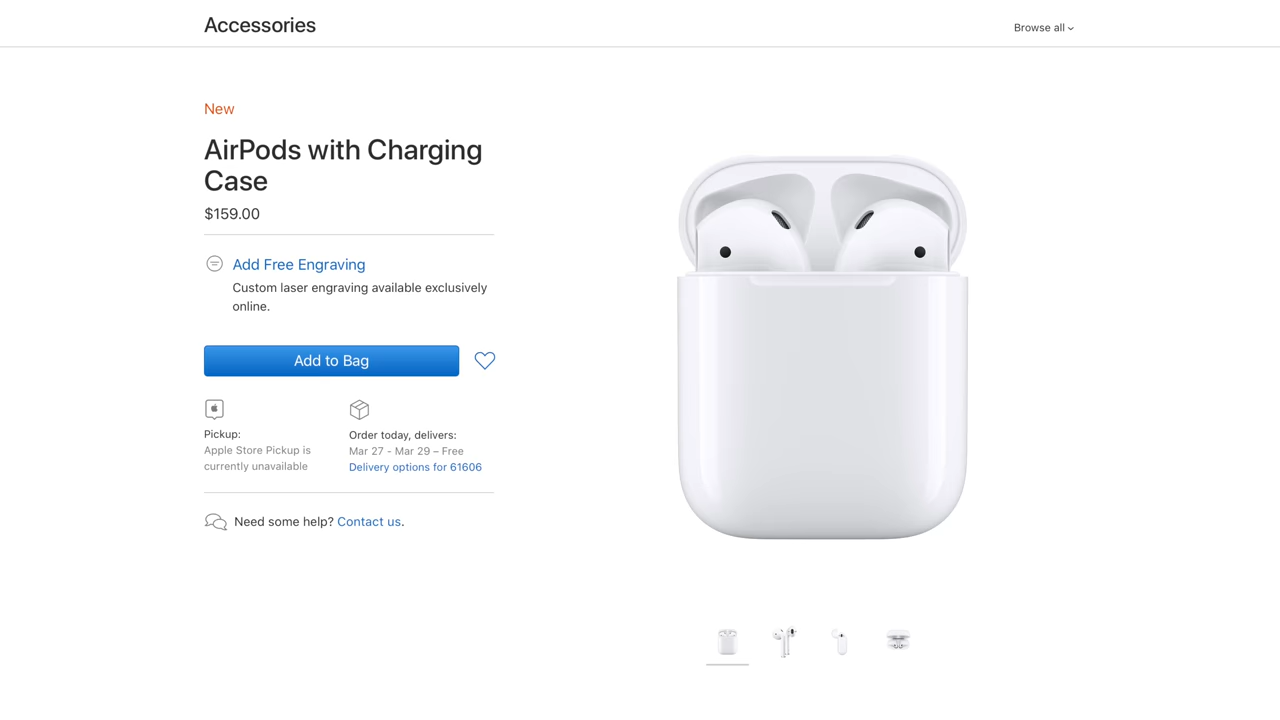 Accessories
Browse all
New
AirPods with Charging
Case
$159.00
Add Free Engraving
Custom laser engraving available exclusively
online.
Add to Bag
Pickup:
Apple Store Pickup is
currently unavailable
Order today, delivers:
Mar 27 - Mar 29 – Free
Delivery options for 61606
Need some help? Contact us.